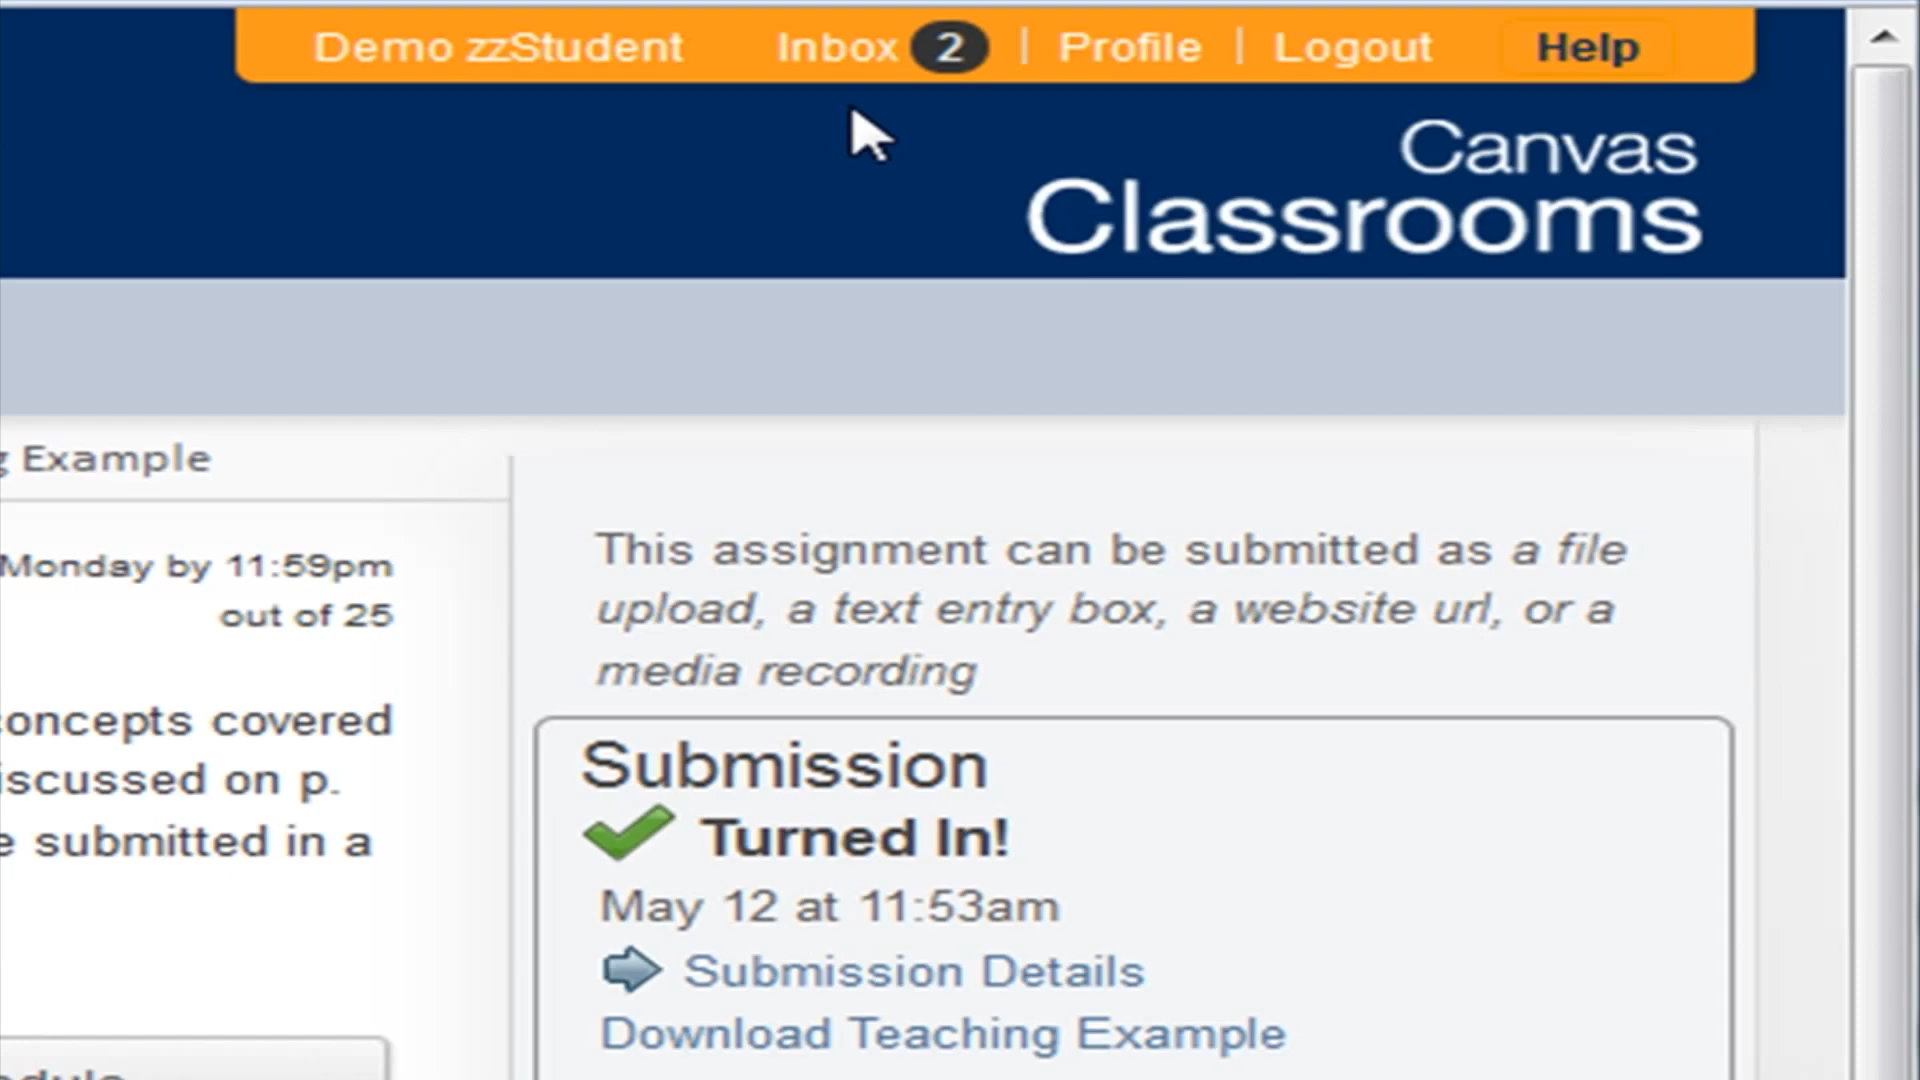 Demo zzStudent Inbox 2 | Profile | Logout Help
Canvas
Classrooms
Example
Monday by 11:59pm
out of 25
concepts covered
discussed on p.
submitted in a
This assignment can be submitted as a file
upload, a text entry box, a website url, or a
media recording
Submission
Turned In!
May 12 at 11:53am
Submission Details
Download Teaching Example